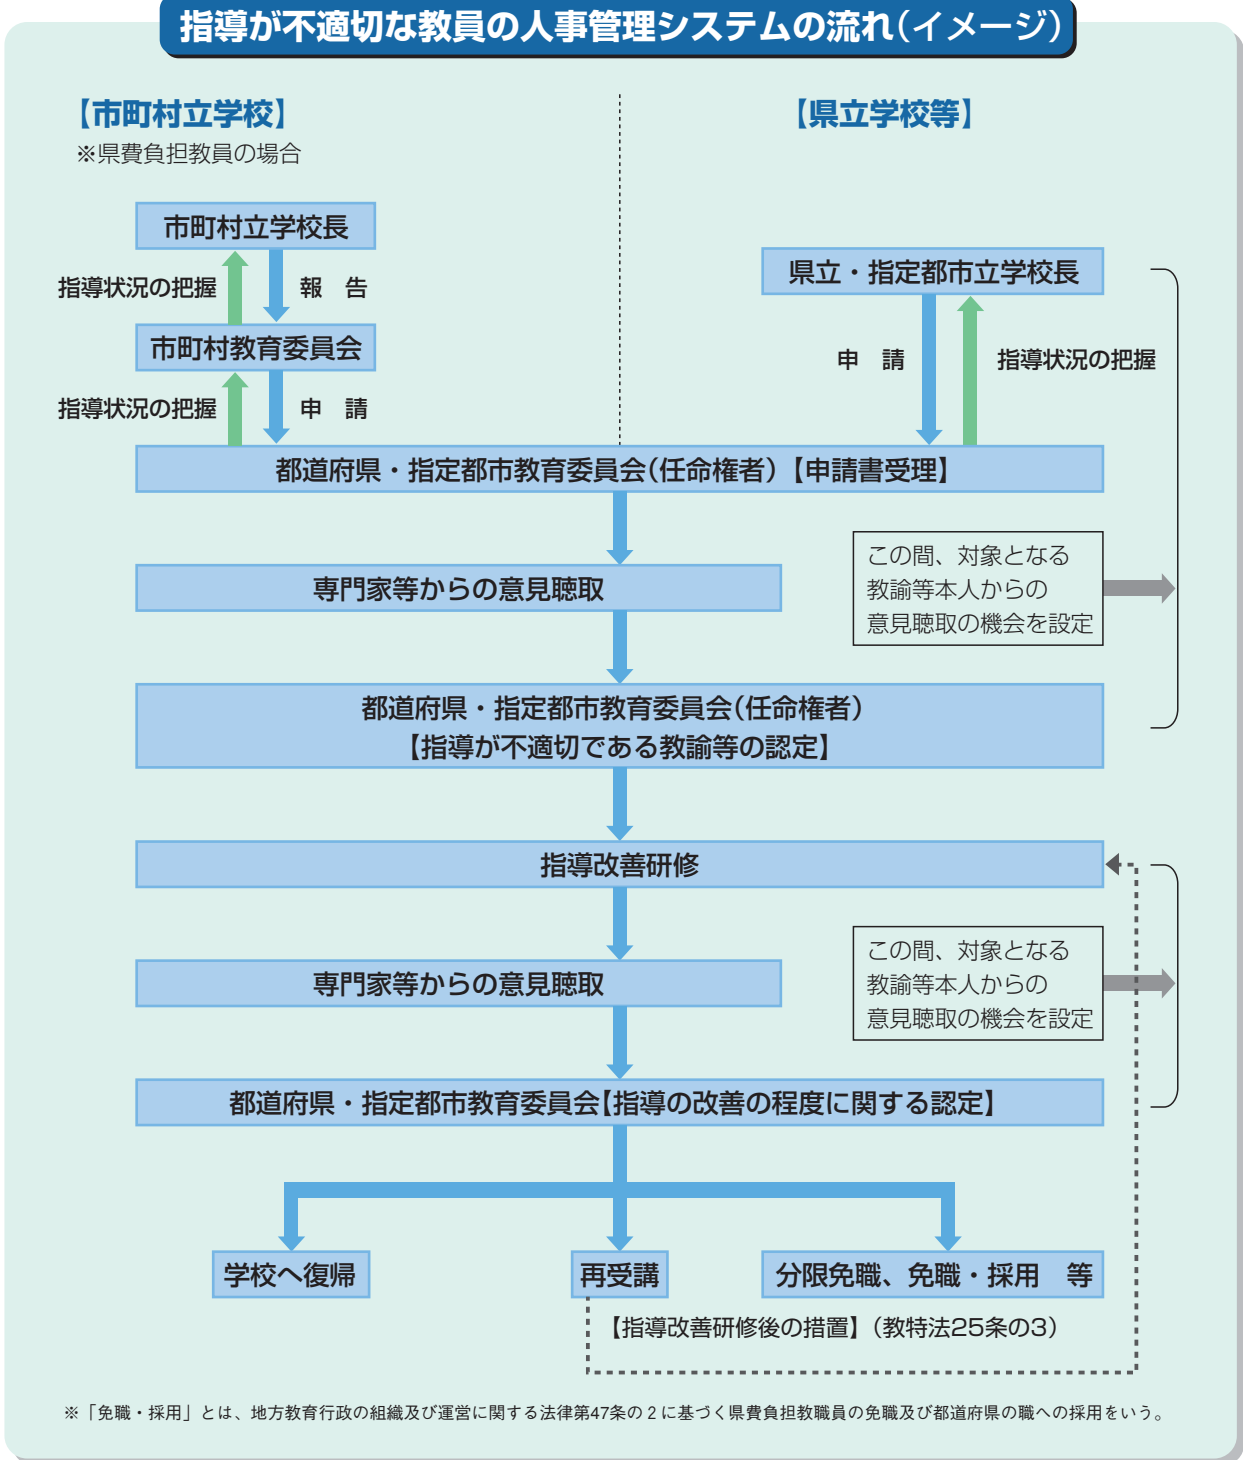 指導が不適切な教員の人事管理システムの流れ(イメージ)
【市町村立学校】
※県費負担教員の場合
【県立学校等】
市町村立学校長
指導状況の把握
報　告
市町村教育委員会
指導状況の把握
申　請
県立・指定都市立学校長
申　請
指導状況の把握
都道府県・指定都市教育委員会(任命権者)【申請書受理】
専門家等からの意見聴取
この間、対象となる
教諭等本人からの
意見聴取の機会を設定
都道府県・指定都市教育委員会(任命権者)
【指導が不適切である教諭等の認定】
指導改善研修
専門家等からの意見聴取
この間、対象となる
教諭等本人からの
意見聴取の機会を設定
都道府県・指定都市教育委員会【指導の改善の程度に関する認定】
学校へ復帰
再受講
分限免職、免職・採用　等
【指導改善研修後の措置】(教特法25条の3)
※「免職・採用」とは、地方教育行政の組織及び運営に関する法律第47条の２に基づく県費負担教職員の免職及び都道府県の職への採用をいう。